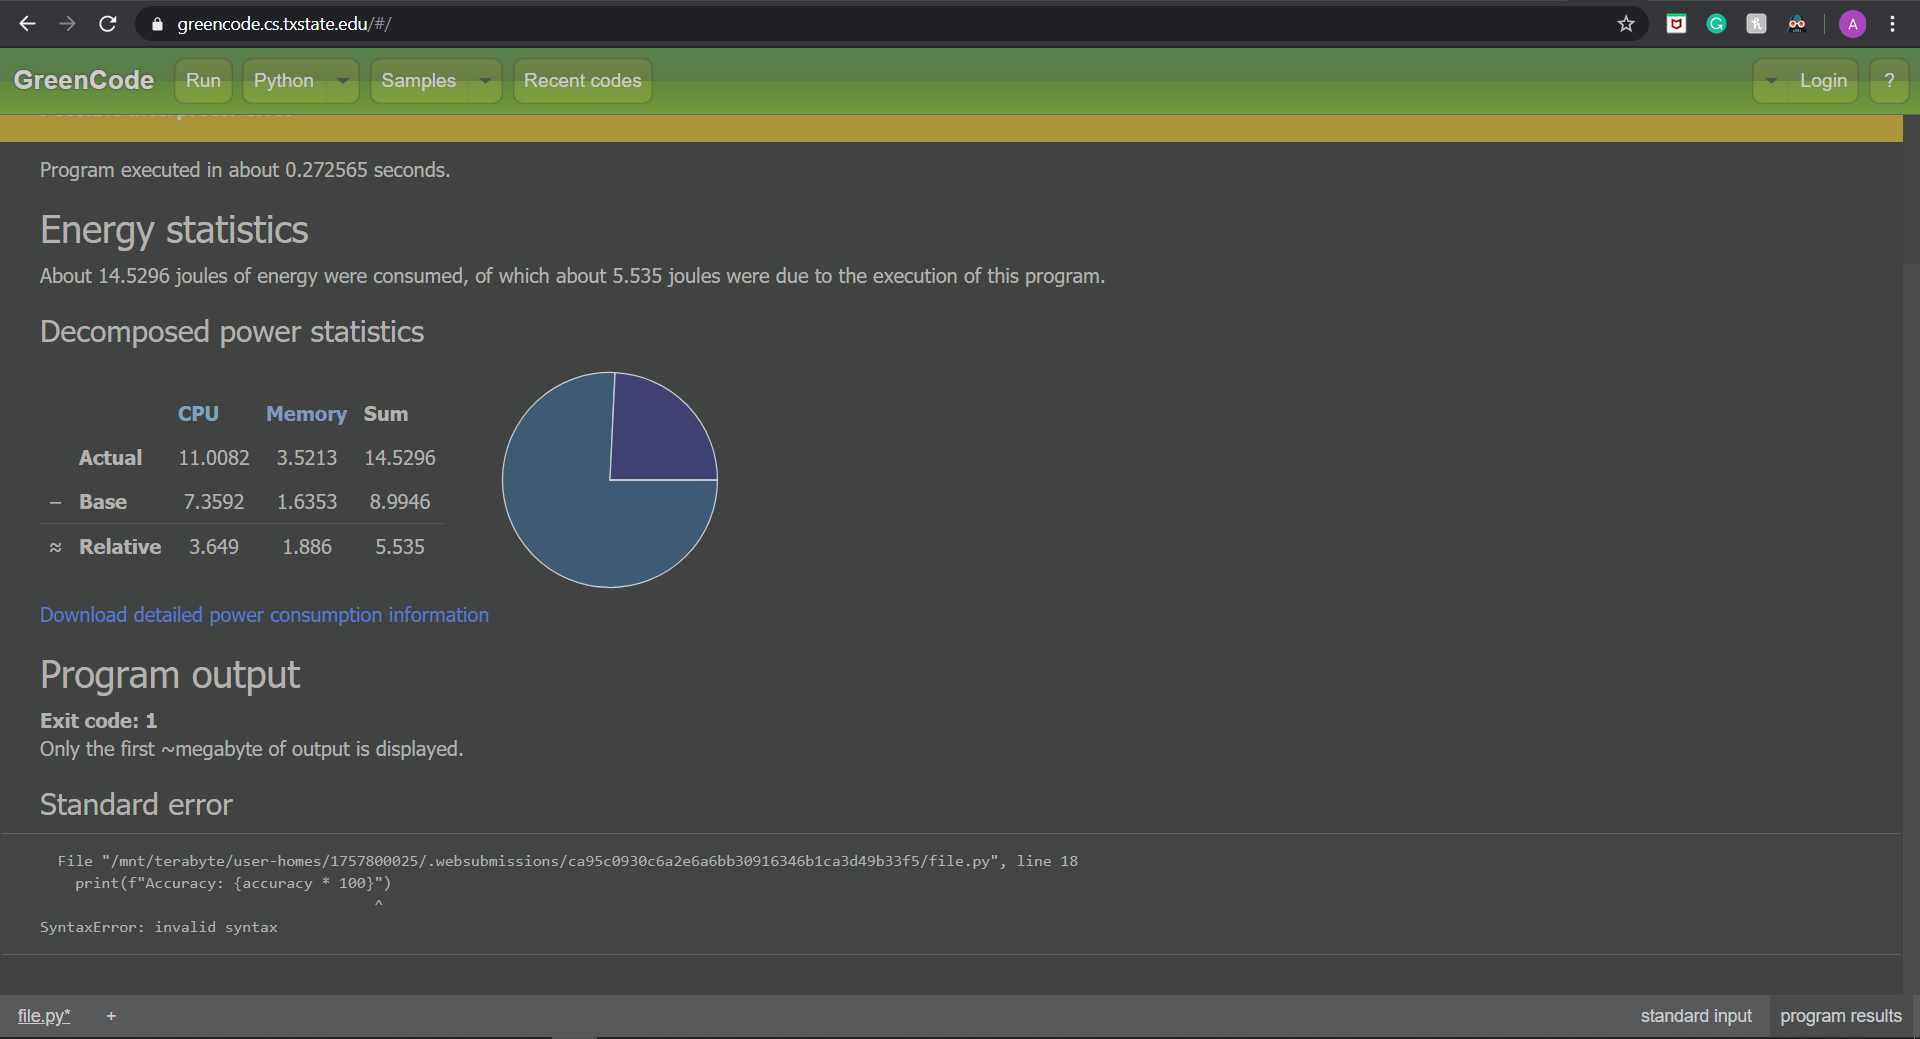 greencode.cs.txstate.edu/#/
A
GreenCode Run Python Samples Recent codes Login ?
Program executed in about 0.272565 seconds.
Energy statistics
About 14.5296 joules of energy were consumed, of which about 5.535 joules were due to the execution of this program.
Decomposed power statistics
CPU Memory Sum
Actual 11.0082 3.5213 14.5296
− Base 7.3592 1.6353 8.9946
≈ Relative 3.649 1.886 5.535
Download detailed power consumption information
Program output
Exit code: 1
Only the first ~megabyte of output is displayed.
Standard error
File "/mnt/terabyte/user-homes/1757800025/.websubmissions/ca95c0930c6a2e6a6bb30916346b1ca3d49b33f5/file.py", line 18
print(f"Accuracy: {accuracy * 100}")
^
SyntaxError: invalid syntax
file.py* + standard input program results